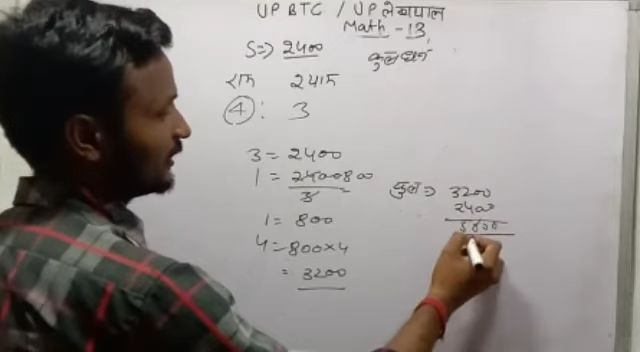 UP BTC / UP लेखपाल
Math - 13,
S => 2400
कुल धन
राम श्याम
4 : 3
3 = 2400
1 = 2400 800
3
1 = 800
4 = 800×4
= 3200
कुल => 3200
2400
5600